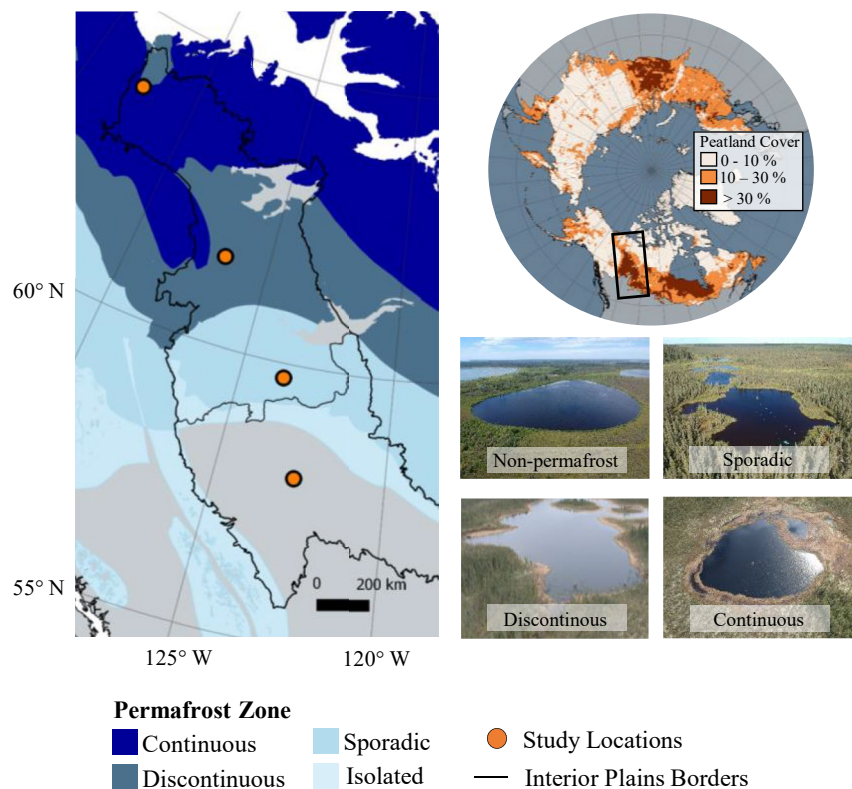 60° N
55° N
125° W
120° W
0 200 km
Peatland Cover
0 - 10 %
10 – 30 %
> 30 %
Non-permafrost
Sporadic
Discontinous
Continuous
Permafrost Zone
Continuous
Discontinuous
Sporadic
Isolated
Study Locations
Interior Plains Borders